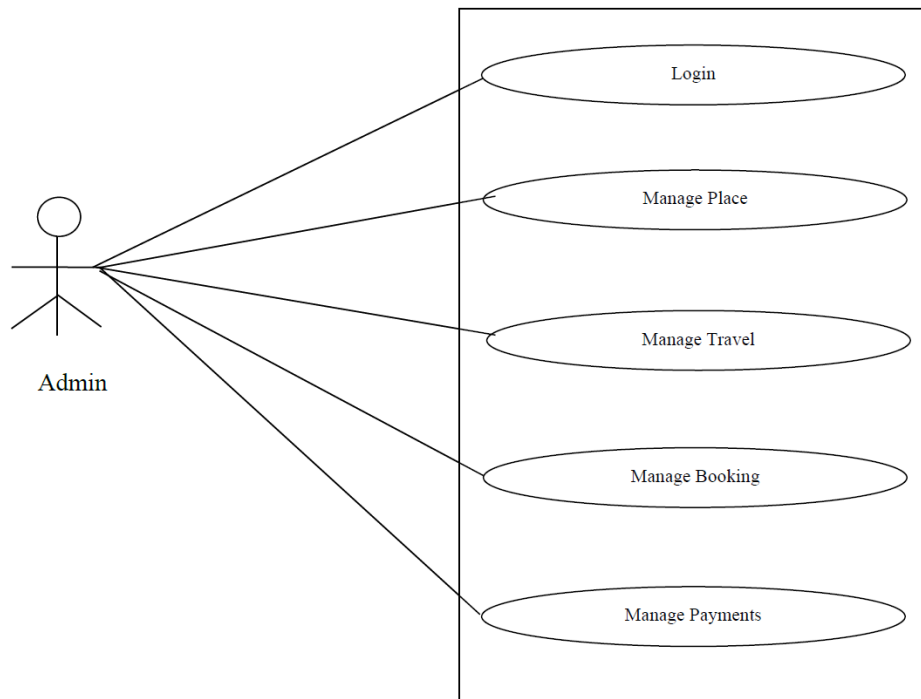 Login
Manage Place
Manage Travel
Admin
Manage Booking
Manage Payments